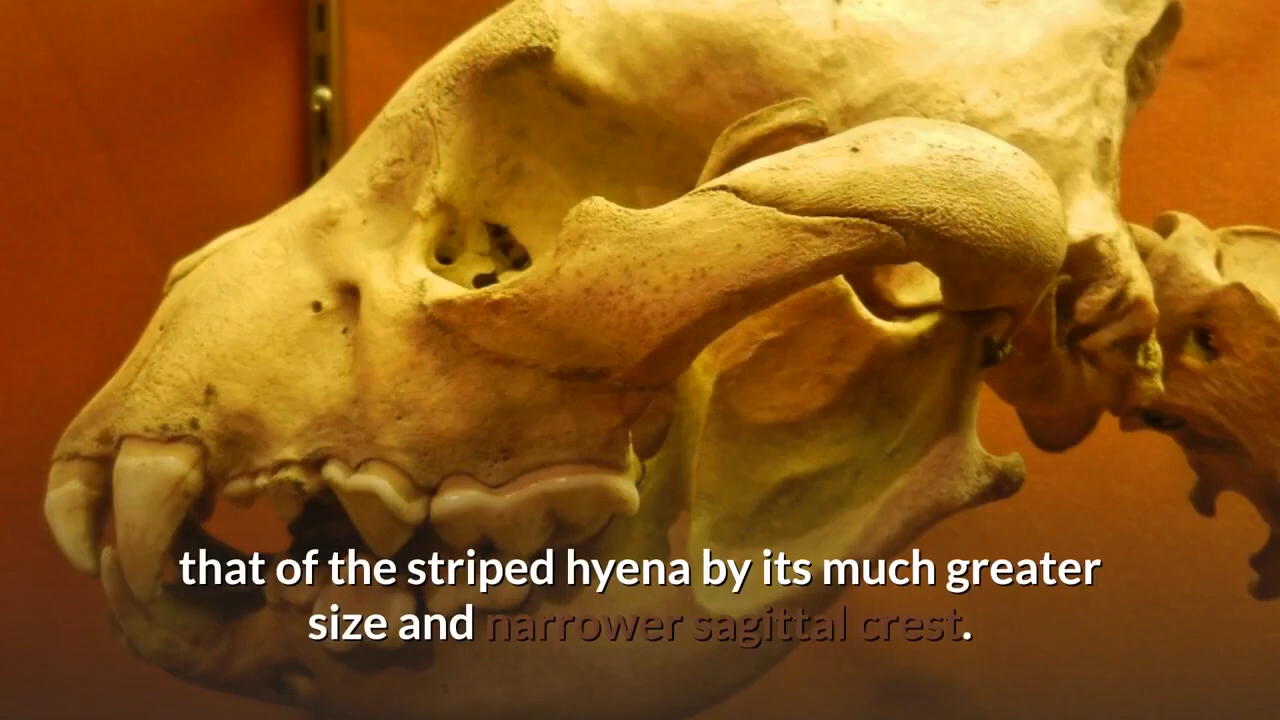 that of the striped hyena by its much greater
size and narrower sagittal crest.